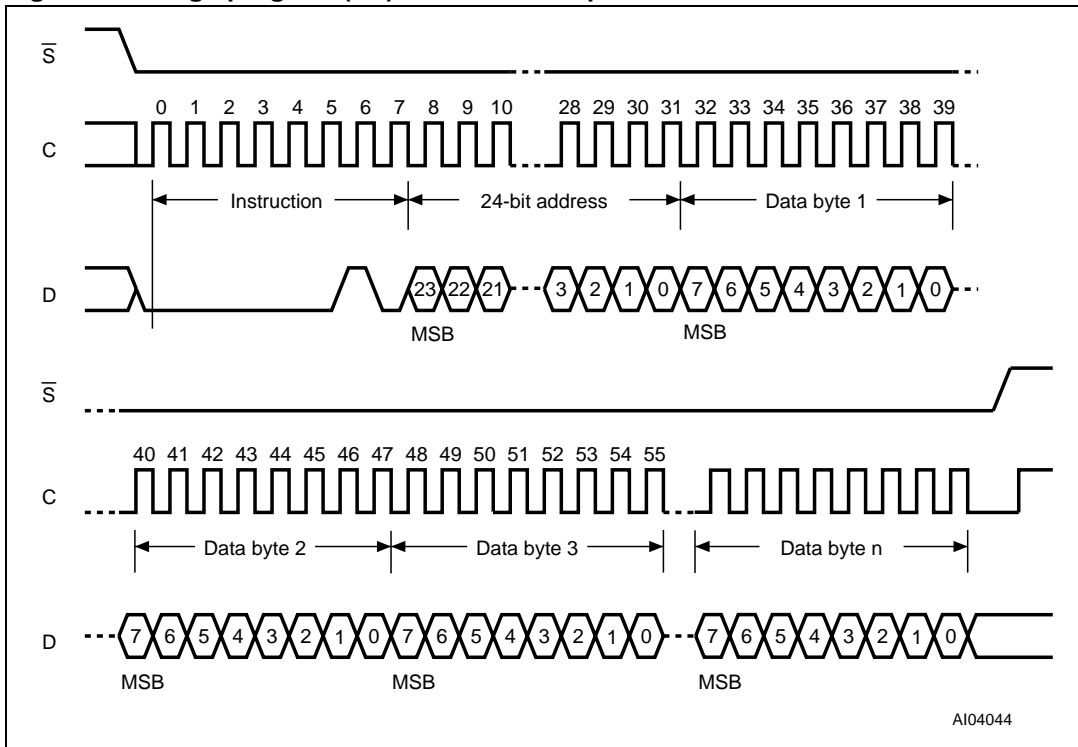 S
0 1 2 3 4 5 6 7 8 9 10 28 29 30 31 32 33 34 35 36 37 38 39
C
Instruction 24-bit address Data byte 1
D 23 22 21 3 2 1 0 7 6 5 4 3 2 1 0
MSB MSB
S
40 41 42 43 44 45 46 47 48 49 50 51 52 53 54 55
C
Data byte 2 Data byte 3 Data byte n
D 7 6 5 4 3 2 1 0 7 6 5 4 3 2 1 0 7 6 5 4 3 2 1 0
MSB MSB MSB
AI04044